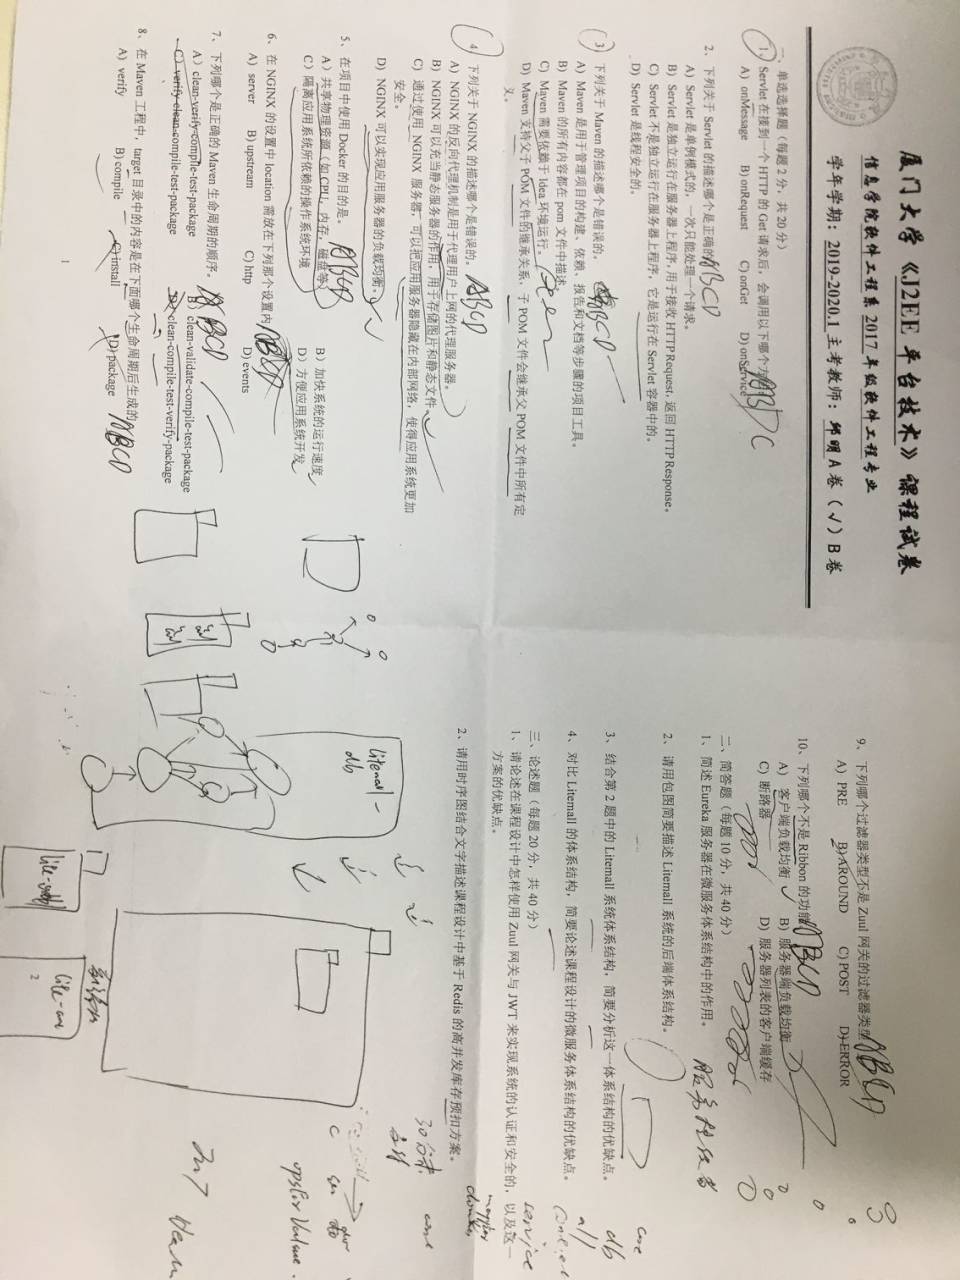 厦门大学《J2EE 平台技术》课程试卷
信息学院软件工程系 2017 年级软件工程专业
学年学期：2019-2020.1 主考教师：邱明 A 卷（√）B 卷
一、单选选择题（每题 2 分，共 20 分）
1、Servlet 在接到一个 HTTP 的 Get 请求后，会调用以下哪个方法 ABDC
A）onMessage B) onRequest C) onGet D) onService
2、下列关于 Servlet 的描述哪个是正确的 ABCD
A）Servlet 是单例模式的，一次只能处理一个请求。
B）Servlet 是独立运行在服务器上程序，用于接收 HTTP Request，返回 HTTP Response。
C）Servlet 不是独立运行在服务器上程序，它是运行在 Servlet 容器中的。
D）Servlet 是线程安全的。
3、下列关于 Maven 的描述哪个是错误的。 ABCD
A）Maven 是用于管理项目的构建、依赖、报告和文档等步骤的项目工具。
B）Maven 的所有内容都在 pom 文件中描述。
C）Maven 需要依赖于 Idea 环境运行。
D）Maven 支持父子 POM 文件的继承关系，子 POM 文件会继承父 POM 文件中所有定
义。
4、下列关于 NGINX 的描述哪个是错误的。 ABCD
A）NGINX 的反向代理机制是用于代理用户上网的代理服务器。
B）NGINX 可以充当静态服务器的作用，用于存储图片和静态文件。
C）通过使用 NGINX 服务器，可以把应用服务器隐藏在内部网络，使得应用系统更加
安全。
D）NGINX 可以实现应用服务器的负载均衡。
5、在项目中使用 Docker 的目的是。 ABCD
A）共享物理资源（如 CPU，内存，磁盘等） B）加快系统的运行速度
C）隔离应用系统所依赖的操作系统环境 D）方便应用系统开发
6、在 NGINX 的设置中 location 需放在下列那个设置内 ABCD
A）server B) upstream C) http D) events
7、下列哪个是正确的 Maven 生命周期的顺序。 ABCD
A）clean-verify-compile-test-package B）clean-validate-compile-test-package
C）verify-clean-compile-test-package D）clean-compile-test-verify-package
8、在 Maven 工程中，target 目录中的内容是在下面哪个生命周期后生成的 ABCD
A）verify B) compile C) install D) package
1
9、下列哪个过滤器类型不是 Zuul 网关的过滤器类型 ABCD
A）PRE B) AROUND C) POST D) ERROR
10、下列哪个不是 Ribbon 的功能 ABCD
A）客户端负载均衡 B）服务器端负载均衡
C）断路器 D）服务器列表的客户端缓存
二、简答题（每题 10 分，共 40 分）
1、简述 Eureka 服务器在微服务体系结构中的作用。
2、请用包图简要描述 Litemall 系统的后端体系结构。
3、结合第 2 题中的 Litemall 系统体系结构，简要分析这一体系结构的优缺点。
4、对比 Litemall 的体系结构，简要论述课程设计的微服务体系结构的优缺点。
三、论述题（每题 20 分，共 40 分）
1、请论述在课程设计中怎样使用 Zuul 网关与 JWT 来实现系统的认证和安全的，以及这一
方案的优缺点。
2、请用时序图结合文字描述课程设计中基于 Redis 的高并发库存预扣方案。
db
all
service
30分钟
litemall-
db
2